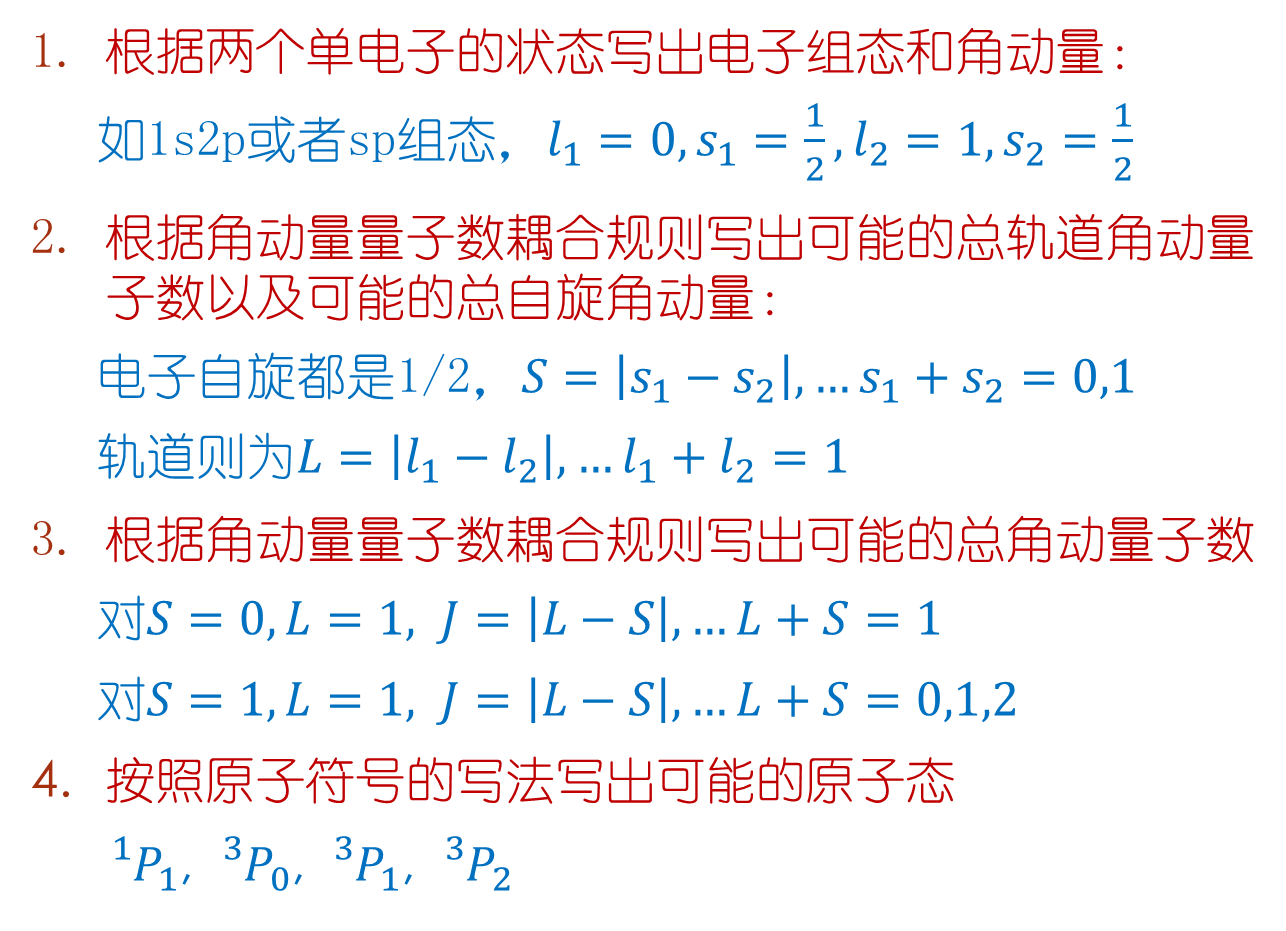 1. 根据两个单电子的状态写出电子组态和角动量：
如1s2p或者sp组态，l₁ = 0, s₁ = 1/2, l₂ = 1, s₂ = 1/2
2. 根据角动量量子数耦合规则写出可能的总轨道角动量
子数以及可能的总自旋角动量：
电子自旋都是1/2，S = |s₁ − s₂|, … s₁ + s₂ = 0,1
轨道则为L = |l₁ − l₂|, … l₁ + l₂ = 1
3. 根据角动量量子数耦合规则写出可能的总角动量子数
对S = 0, L = 1, J = |L − S|, … L + S = 1
对S = 1, L = 1, J = |L − S|, … L + S = 0,1,2
4. 按照原子符号的写法写出可能的原子态
¹P₁, ³P₀, ³P₁, ³P₂